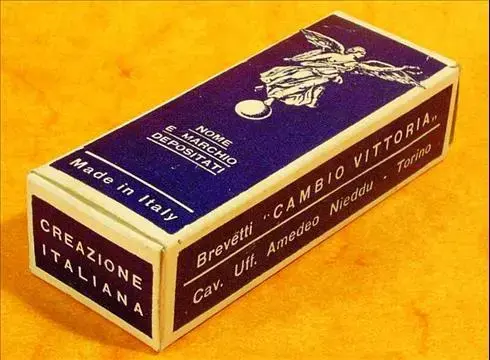 NOME
E MARCHIO
DEPOSITATI
Made in Italy
CREAZIONE
ITALIANA
Brevetti "CAMBIO VITTORIA„
Cav. Uff. Amedeo Nieddu - Torino